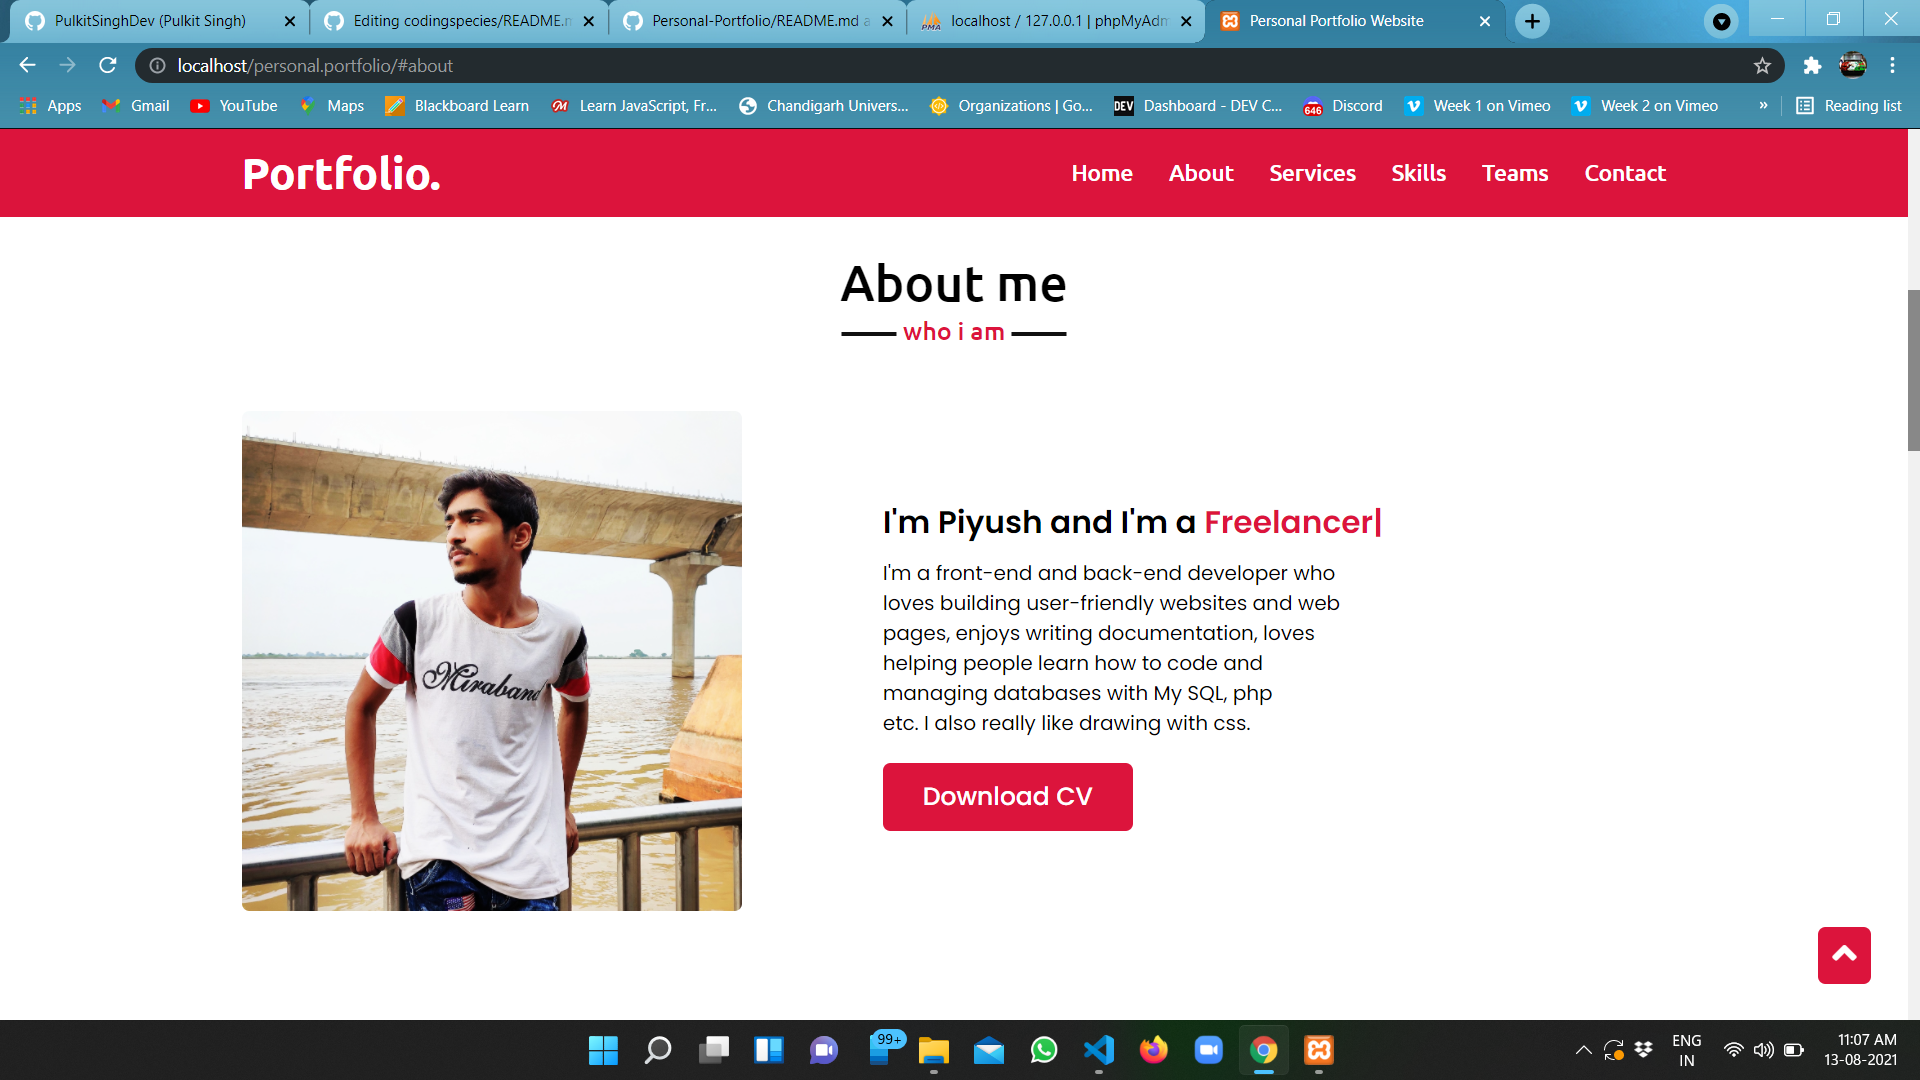 PulkitSinghDev (Pulkit Singh)
Editing codingspecies/README.m
Personal-Portfolio/README.md a
localhost / 127.0.0.1 | phpMyAdm
Personal Portfolio Website
localhost/personal.portfolio/#about
Apps
Gmail
YouTube
Maps
Blackboard Learn
Learn JavaScript, Fr...
Chandigarh Univers...
Organizations | Go...
DEV
Dashboard - DEV C...
646
Discord
Week 1 on Vimeo
Week 2 on Vimeo
»
Reading list
Portfolio.
Home
About
Services
Skills
Teams
Contact
About me
who i am
Miraband
I'm Piyush and I'm a Freelancer|
I'm a front-end and back-end developer who
loves building user-friendly websites and web
pages, enjoys writing documentation, loves
helping people learn how to code and
managing databases with My SQL, php
etc. I also really like drawing with css.
Download CV
99+
ENG
IN
11:07 AM
13-08-2021